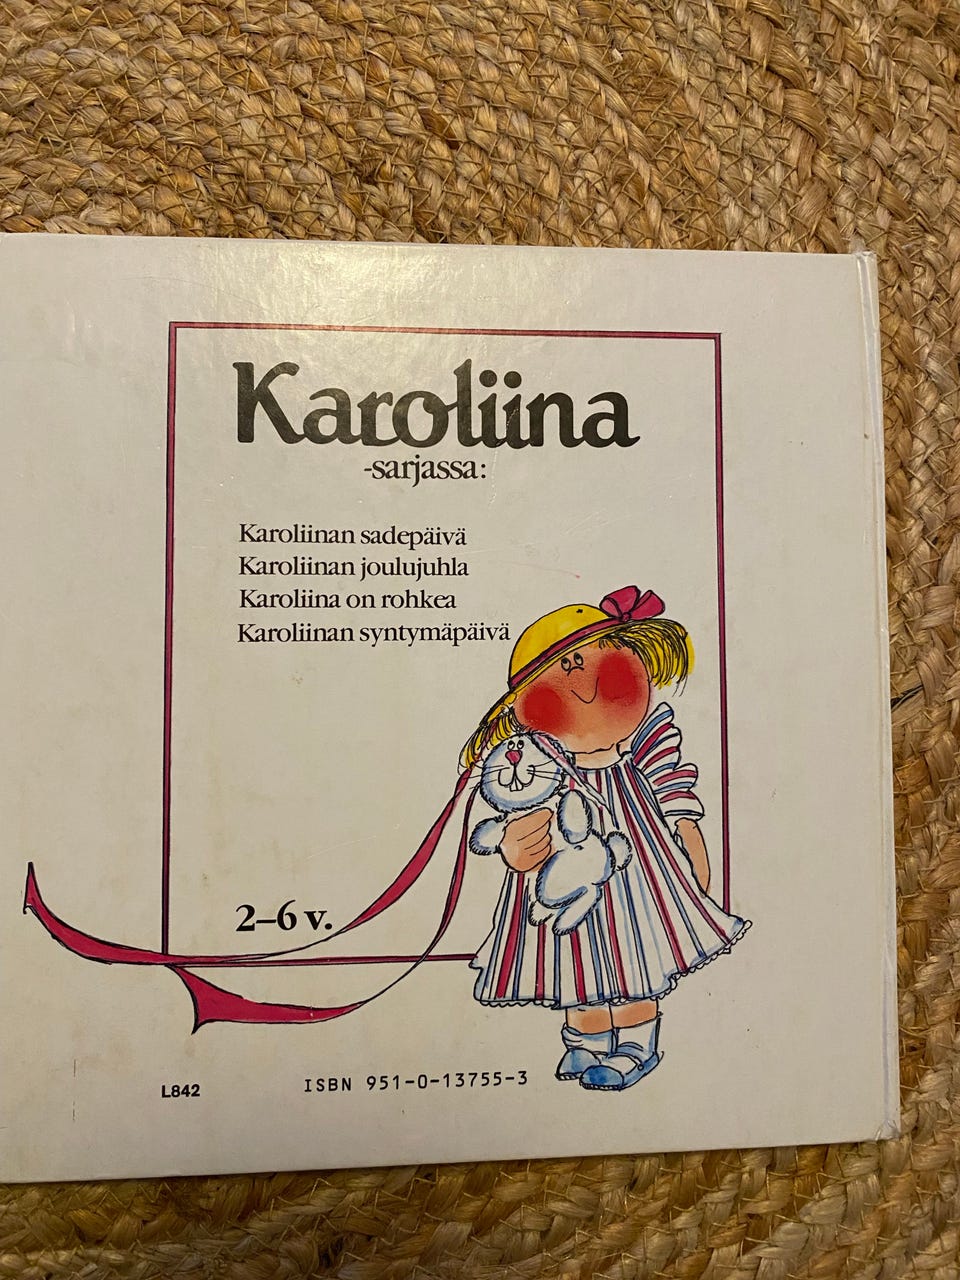 Karoliina
-sarjassa:
Karoliinan sadepäivä
Karoliinan joulujuhla
Karoliina on rohkea
Karoliinan syntymäpäivä
2–6 v.
L842
ISBN 951-0-13755-3